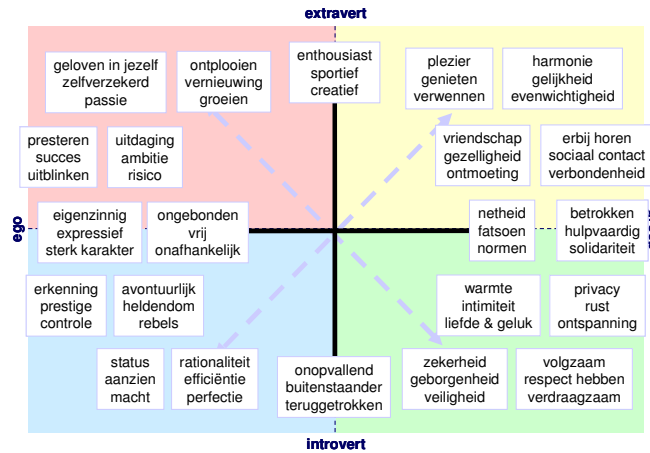 extravert
geloven in jezelf
zelfverzekerd
passie
ontplooien
vernieuwing
groeien
enthousiast
sportief
creatief
plezier
genieten
verwennen
harmonie
gelijkheid
evenwichtigheid
presteren
succes
uitblinken
uitdaging
ambitie
risico
vriendschap
gezelligheid
ontmoeting
erbij horen
sociaal contact
verbondenheid
ego
eigenzinnig
expressief
sterk karakter
ongebonden
vrij
onafhankelijk
netheid
fatsoen
normen
betrokken
hulpvaardig
solidariteit
erkenning
prestige
controle
avontuurlijk
heldendom
rebels
warmte
intimiteit
liefde & geluk
privacy
rust
ontspanning
status
aanzien
macht
rationaliteit
efficiëntie
perfectie
onopvallend
buitenstaander
teruggetrokken
zekerheid
geborgenheid
veiligheid
volgzaam
respect hebben
verdraagzaam
introvert